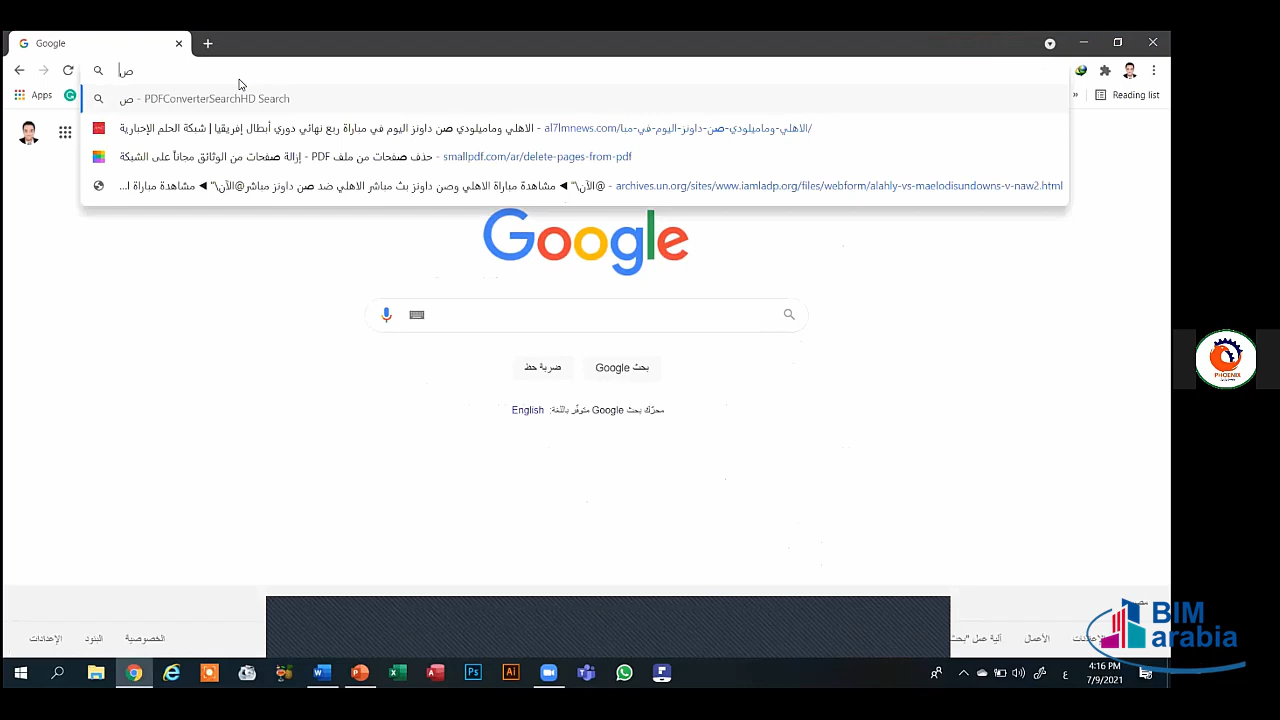 Google
ص
Apps
Reading list
ص - PDFConverterSearchHD Search
الاهلي وماميلودي صن داونز اليوم في مباراة ربع نهائي دوري أبطال إفريقيا | شبكة الحلم الإخبارية - al7lmnews.com/الاهلي-وماميلودي-صن-داونز-اليوم-في-مبا/
حذف صفحات من ملف PDF - إزالة صفحات من الوثائق مجاناً على الشبكة - smallpdf.com/ar/delete-pages-from-pdf
@الآن\"◄ مشاهدة مباراة الاهلي وصن داونز بث مباشر الاهلي ضد صن داونز مباشر@الآن\"◄ مشاهدة مباراة ا... - archives.un.org/sites/www.iamladp.org/files/webform/alahly-vs-maelodisundowns-v-naw2.html
Google
بحث Google
ضربة حظ
محرّك بحث Google متوفّر باللغة: English
PHOENIX
الأعمال
الخصوصية
البنود
الإعدادات
BIM
arabia
ع
4:16 PM
7/9/2021